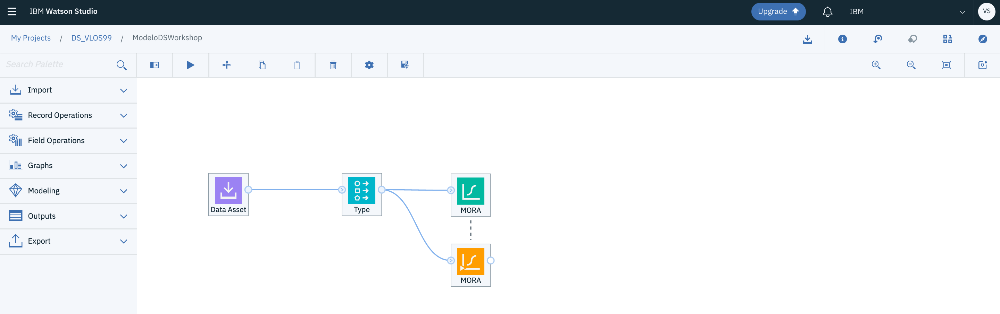 IBM Watson Studio
Upgrade
IBM
VS
My Projects / DS_VLOS99 / ModeloDSWorkshop
Search Palette
0
Import
Record Operations
Field Operations
Graphs
Modeling
Outputs
Export
Data Asset
Type
MORA
MORA